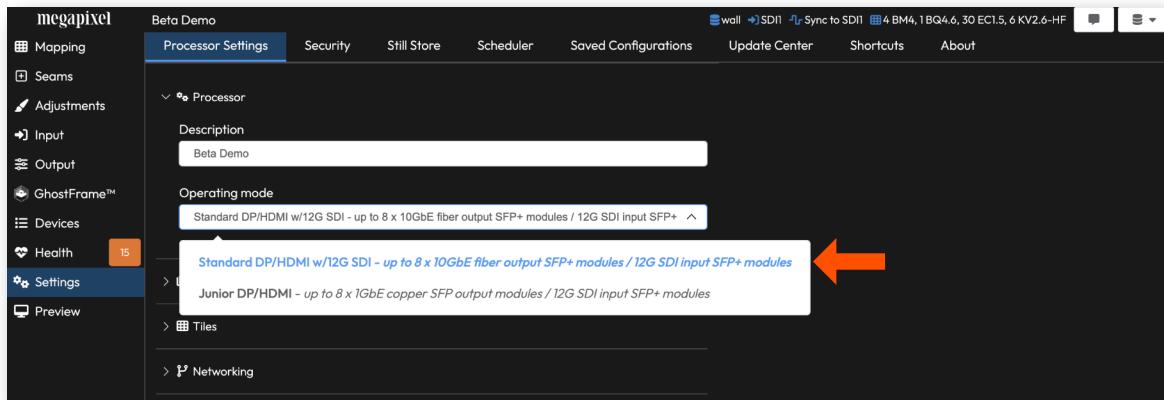 megapixel
Beta Demo
wall SDI1 Sync to SDI1 4 BM4, 1 BQ4.6, 30 EC1.5, 6 KV2.6-HF
Mapping
Seams
Adjustments
Input
Output
GhostFrame™
Devices
Health 15
Settings
Preview
Processor Settings Security Still Store Scheduler Saved Configurations Update Center Shortcuts About
Processor
Description
Beta Demo
Operating mode
Standard DP/HDMI w/12G SDI - up to 8 x 10GbE fiber output SFP+ modules / 12G SDI input SFP+
Standard DP/HDMI w/12G SDI - up to 8 x 10GbE fiber output SFP+ modules / 12G SDI input SFP+ modules
Junior DP/HDMI - up to 8 x 1GbE copper SFP output modules / 12G SDI input SFP+ modules
Tiles
Networking